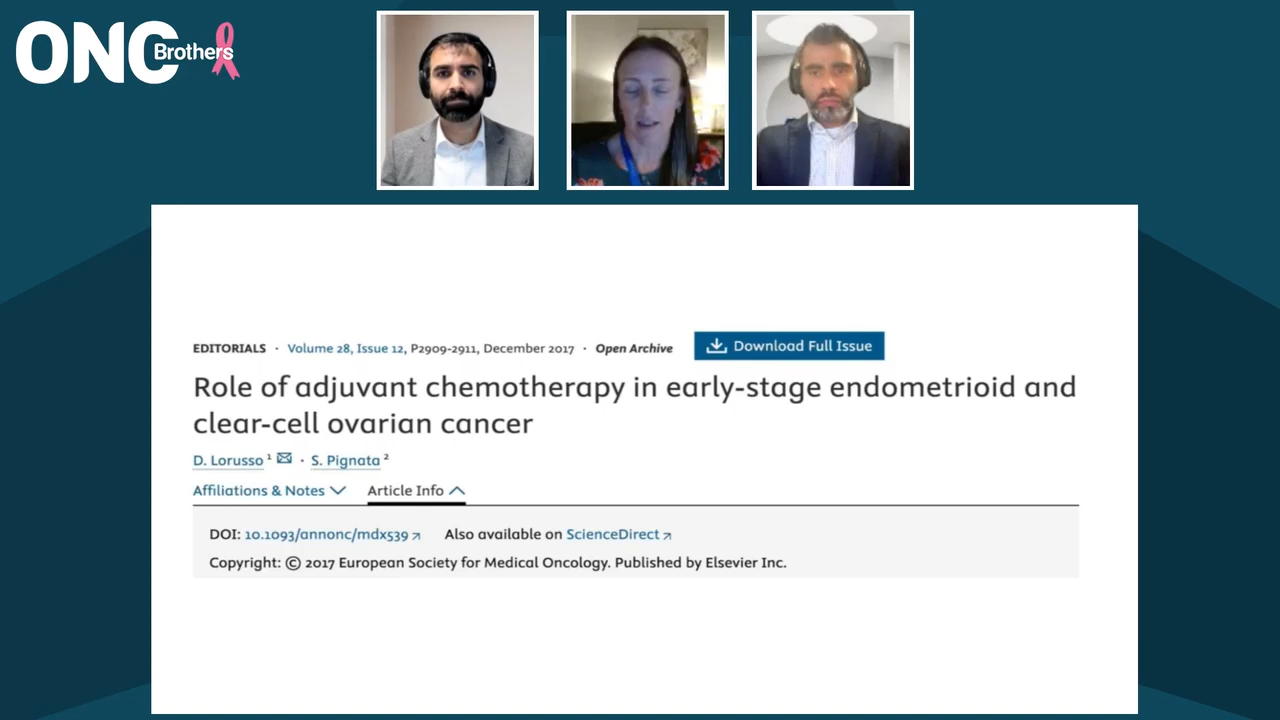 ONC Brothers
EDITORIALS · Volume 28, Issue 12, P2909-2911, December 2017 · Open Archive
Download Full Issue
Role of adjuvant chemotherapy in early-stage endometrioid and
clear-cell ovarian cancer
D. Lorusso 1 · S. Pignata 2
Affiliations & Notes Article Info
DOI: 10.1093/annonc/mdx539 Also available on ScienceDirect
Copyright: © 2017 European Society for Medical Oncology. Published by Elsevier Inc.